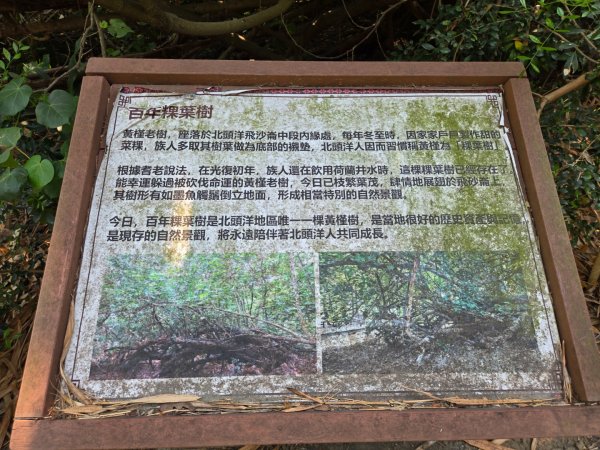 百年粿葉樹
黃槿老樹，座落於北頭洋飛沙崙中段內緣處，每年冬至時，因家家戶戶要製作甜的
菜粿，族人多取其樹葉做為底部的襯墊，北頭洋人因而習慣稱黃槿為「粿葉樹」
根據耆老說法，在光復初年，族人還在飲用荷蘭井水時，這棵粿葉樹已經存在了，
能幸運躲過被砍伐命運的黃槿老樹，今日已枝繁葉茂，肆情地展翅於飛沙崙上，
其樹形有如墨魚觸鬚倒立地面，形成相當特別的自然景觀。
今日，百年粿葉樹是北頭洋地區唯一一棵黃槿樹，是當地很好的歷史資產
是現存的自然景觀，將永遠陪伴著北頭洋人共同成長。